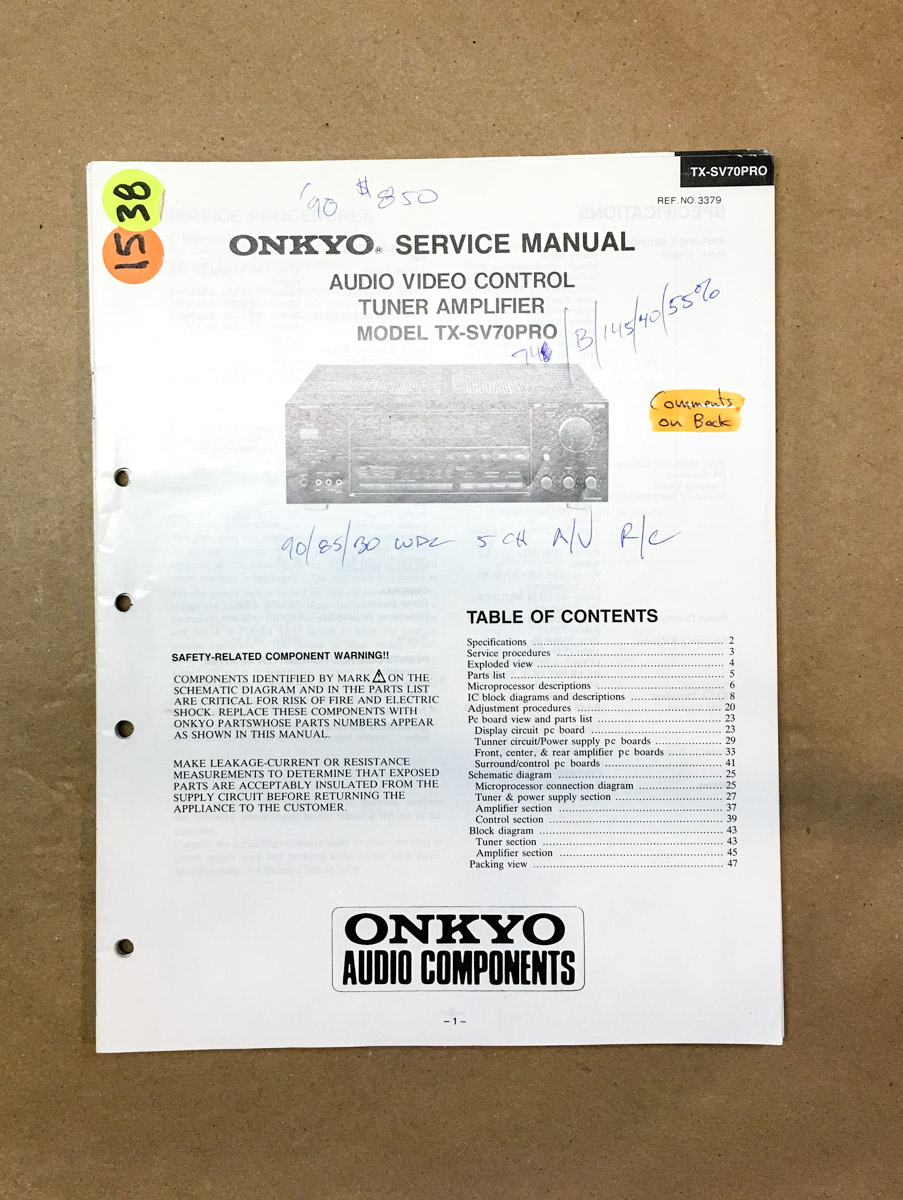 TX-SV70PRO
REF. NO. 3379
38
15
'90 $850
ONKYO® SERVICE MANUAL
AUDIO VIDEO CONTROL
TUNER AMPLIFIER
MODEL TX-SV70PRO
/B/145/40/55%
Comments
on Back
90/85/30 5 CH A/V R/C
TABLE OF CONTENTS
Specifications ........ 2
Service procedures ........ 3
Exploded view ........ 4
Parts list ........ 5
Microprocessor descriptions ........ 6
IC block diagrams and descriptions ........ 8
Adjustment procedures ........ 20
Pc board view and parts list ........ 23
Display circuit pc board ........ 23
Tunner circuit/Power supply pc boards ........ 29
Front, center, & rear amplifier pc boards ........ 33
Surround/control pc boards ........ 41
Schematic diagram ........ 25
Microprocessor connection diagram ........ 25
Tuner & power supply section ........ 27
Amplifier section ........ 37
Control section ........ 39
Block diagram ........ 43
Tuner section ........ 43
Amplifier section ........ 45
Packing view ........ 47
SAFETY-RELATED COMPONENT WARNING!!
COMPONENTS IDENTIFIED BY MARK ⚠ ON THE
SCHEMATIC DIAGRAM AND IN THE PARTS LIST
ARE CRITICAL FOR RISK OF FIRE AND ELECTRIC
SHOCK. REPLACE THESE COMPONENTS WITH
ONKYO PARTSWHOSE PARTS NUMBERS APPEAR
AS SHOWN IN THIS MANUAL.
MAKE LEAKAGE-CURRENT OR RESISTANCE
MEASUREMENTS TO DETERMINE THAT EXPOSED
PARTS ARE ACCEPTABLY INSULATED FROM THE
SUPPLY CIRCUIT BEFORE RETURNING THE
APPLIANCE TO THE CUSTOMER.
ONKYO
AUDIO COMPONENTS
– 1 –